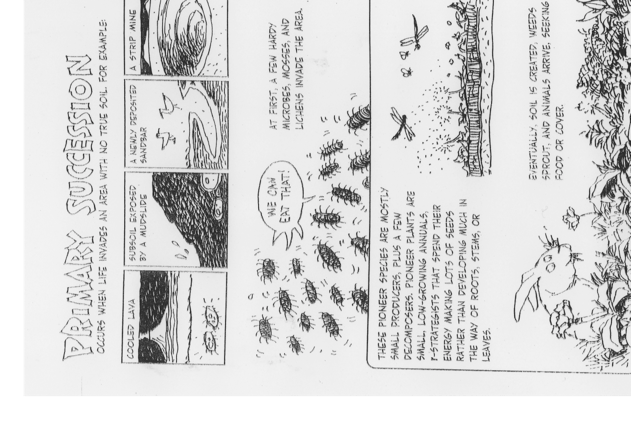 PRIMARY SUCCESSION
OCCURS WHEN LIFE INVADES AN AREA WITH NO TRUE SOIL. FOR EXAMPLE:
COOLED LAVA
SUBSOIL EXPOSED
BY A MUDSLIDE
A NEWLY DEPOSITED
SANDBAR
A STRIP MINE
AT FIRST, A FEW HARDY
MICROBES, MOSSES, AND
LICHENS INVADE THE AREA.
WE CAN
EAT THAT!
THESE PIONEER SPECIES ARE MOSTLY
SMALL PRODUCERS, PLUS A FEW
DECOMPOSERS. PIONEER PLANTS ARE
SMALL, LOW-GROWING ANNUALS,
r-STRATEGISTS THAT SPEND THEIR
ENERGY MAKING LOTS OF SEEDS
RATHER THAN DEVELOPING MUCH IN
THE WAY OF ROOTS, STEMS, OR
LEAVES.
EVENTUALLY, SOIL IS CREATED. WEEDS
SPROUT, AND ANIMALS ARRIVE, SEEKING
FOOD OR COVER.